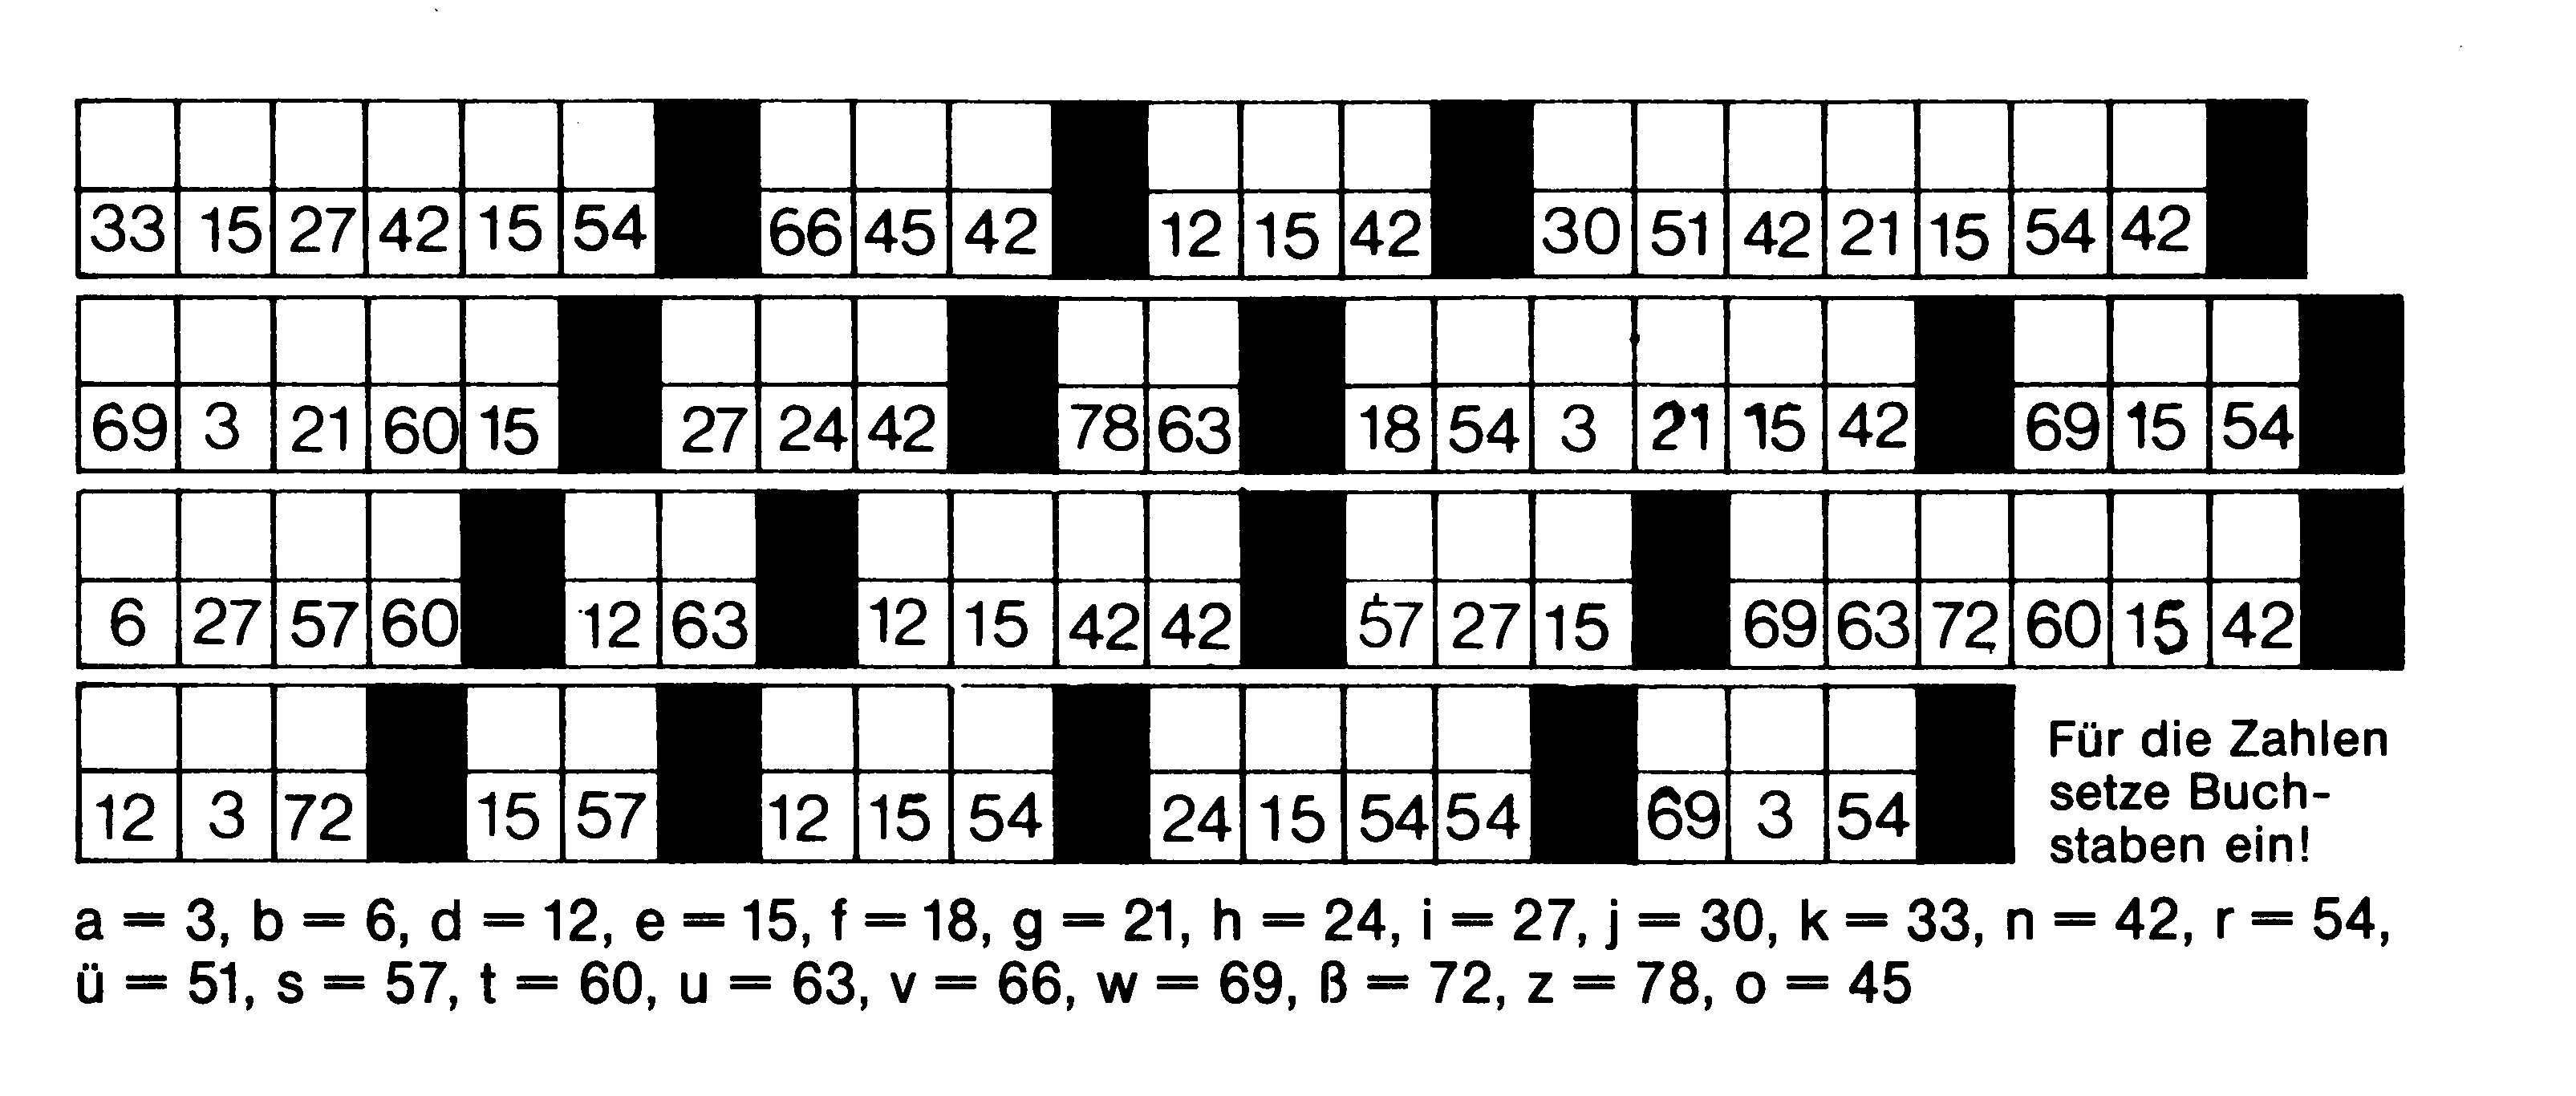 33 15 27 42 15 54 66 45 42 12 15 42 30 51 42 21 15 54 42
69 3 21 60 15 27 24 42 78 63 18 54 3 21 15 42 69 15 54
6 27 57 60 12 63 12 15 42 42 57 27 15 69 63 72 60 15 42
12 3 72 15 57 12 15 54 24 15 54 54 69 3 54
Für die Zahlen
setze Buch-
staben ein!
a = 3, b = 6, d = 12, e = 15, f = 18, g = 21, h = 24, i = 27, j = 30, k = 33, n = 42, r = 54,
ü = 51, s = 57, t = 60, u = 63, v = 66, w = 69, ß = 72, z = 78, o = 45